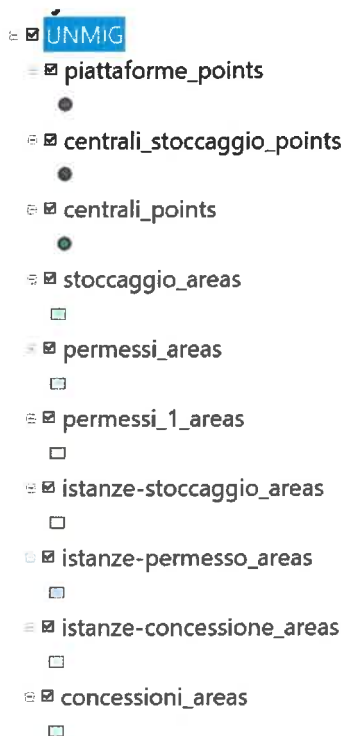 UNMIG
piattaforme_points
centrali_stoccaggio_points
centrali_points
stoccaggio_areas
permessi_areas
permessi_1_areas
istanze-stoccaggio_areas
istanze-permesso_areas
istanze-concessione_areas
concessioni_areas